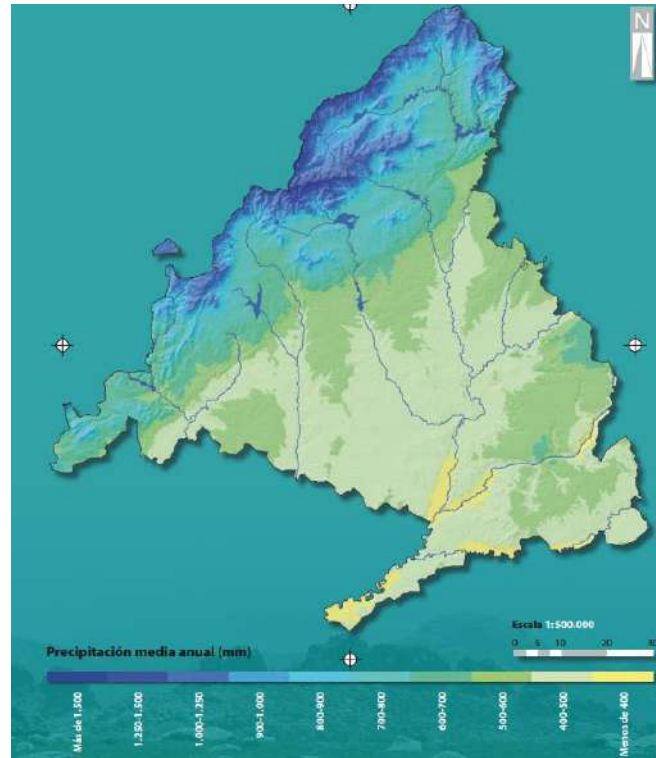 N
Escala 1:500.000
0 5 10 20 30
Precipitación media anual (mm)
Más de 1.500
1.250-1.500
1.000-1.250
900-1.000
800-900
700-800
600-700
500-600
400-500
Menos de 400